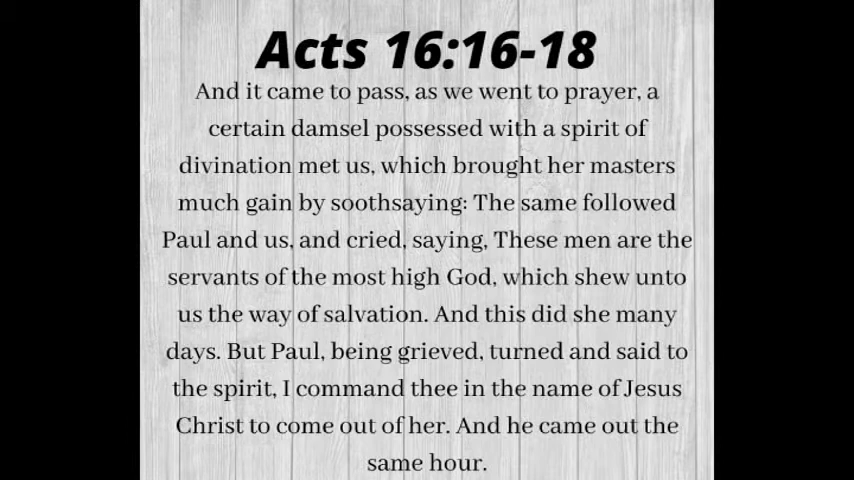 Acts 16:16-18
And it came to pass, as we went to prayer, a
certain damsel possessed with a spirit of
divination met us, which brought her masters
much gain by soothsaying: The same followed
Paul and us, and cried, saying, These men are the
servants of the most high God, which shew unto
us the way of salvation. And this did she many
days. But Paul, being grieved, turned and said to
the spirit, I command thee in the name of Jesus
Christ to come out of her. And he came out the
same hour.